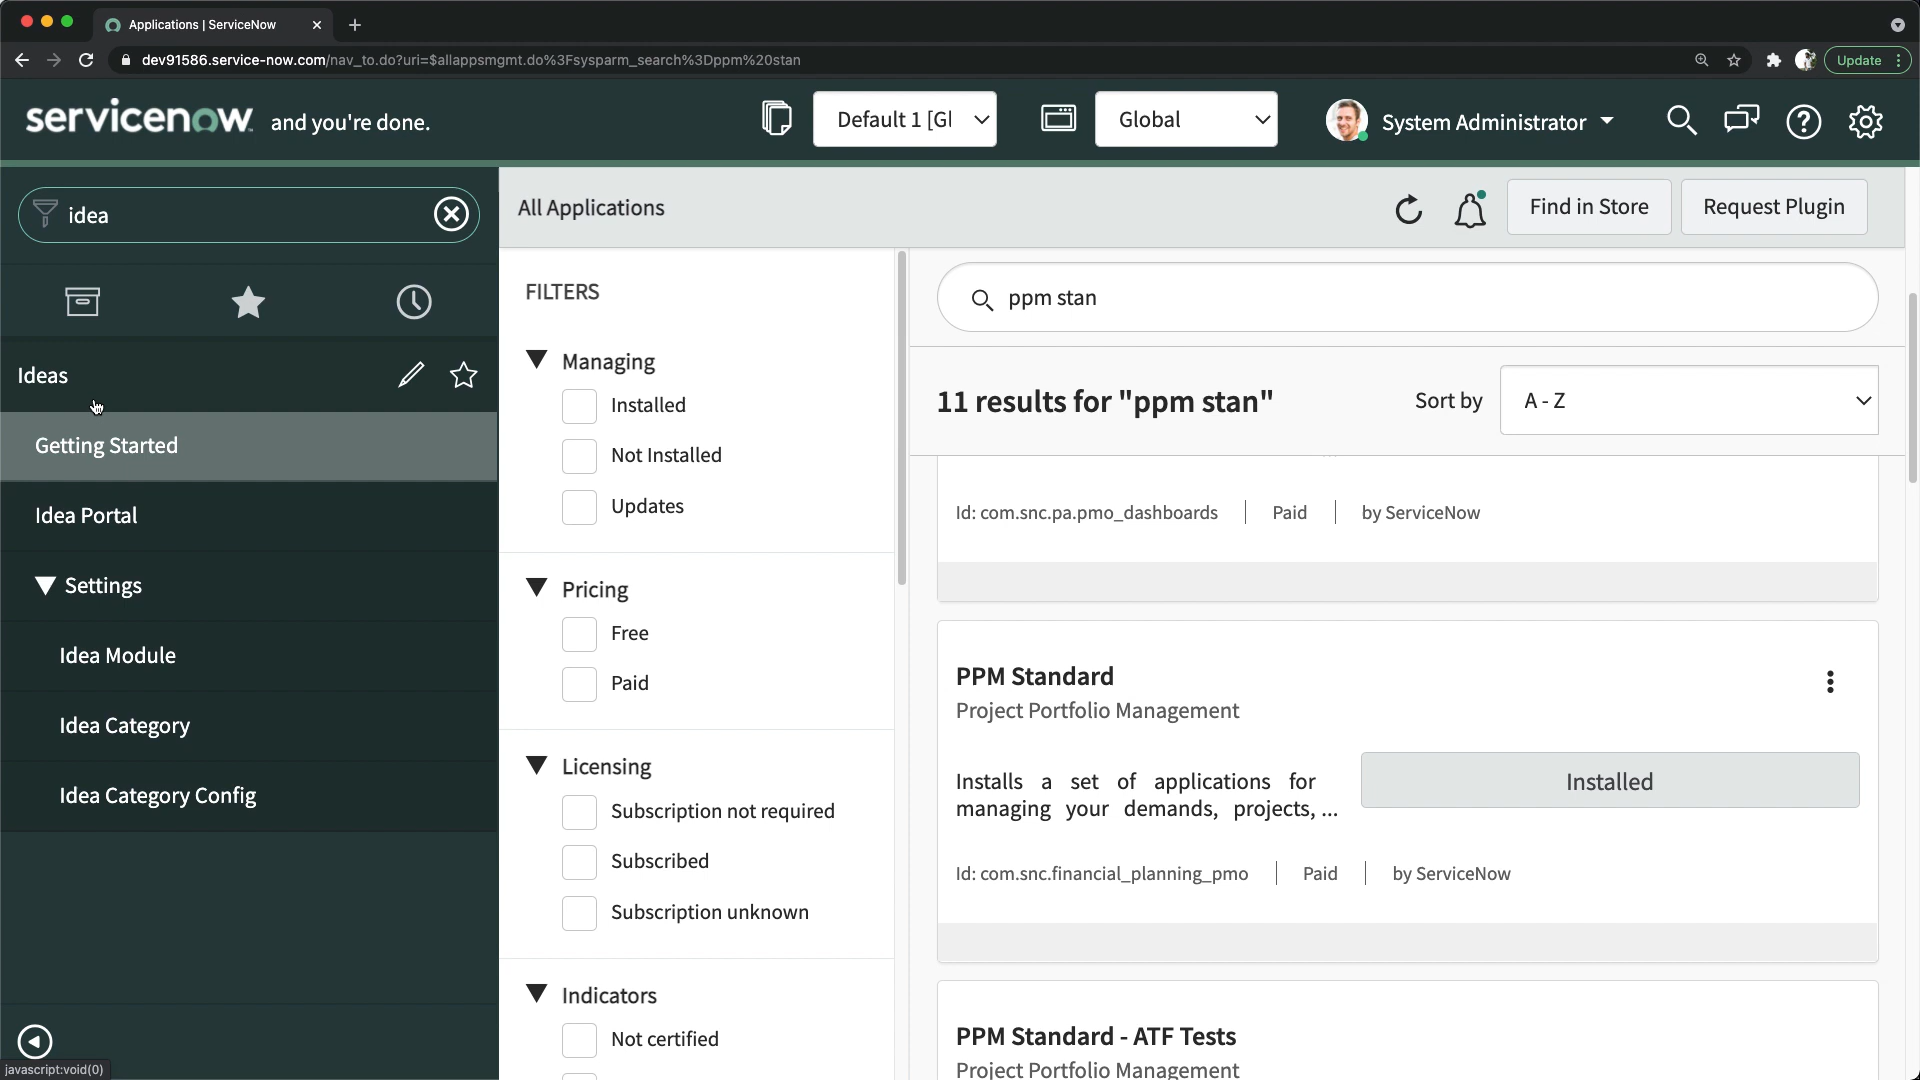 Applications | ServiceNow
dev91586.service-now.com/nav_to.do?uri=$allappsmgmt.do%3Fsysparm_search%3Dppm%20stan
Update
servicenow and you're done.
Default 1 [Gl
Global
System Administrator
idea
Ideas
Getting Started
Idea Portal
Settings
Idea Module
Idea Category
Idea Category Config
javascript:void(0)
All Applications
Find in Store
Request Plugin
FILTERS
Managing
Installed
Not Installed
Updates
Pricing
Free
Paid
Licensing
Subscription not required
Subscribed
Subscription unknown
Indicators
Not certified
ppm stan
11 results for "ppm stan"
Sort by
A - Z
Id: com.snc.pa.pmo_dashboards | Paid | by ServiceNow
PPM Standard
Project Portfolio Management
Installs a set of applications for
managing your demands, projects, ...
Installed
Id: com.snc.financial_planning_pmo | Paid | by ServiceNow
PPM Standard - ATF Tests
Project Portfolio Management